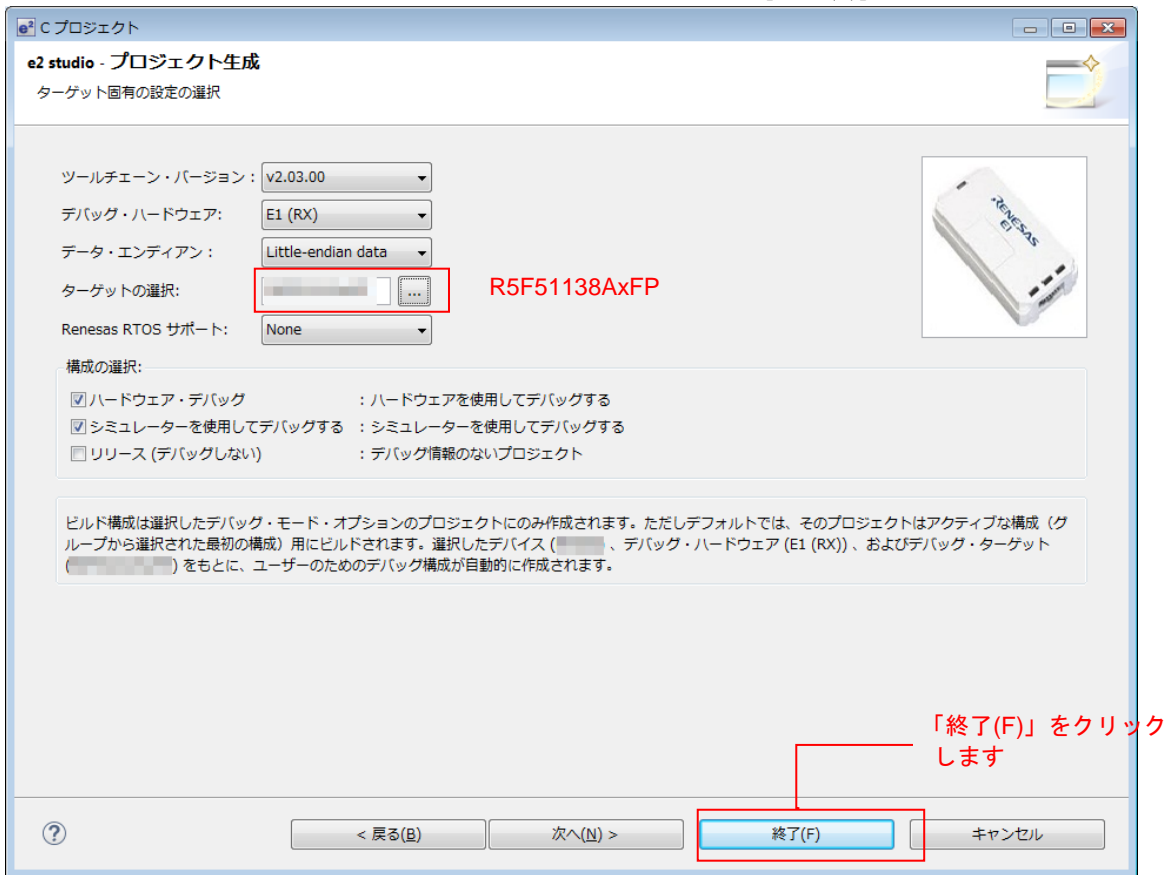 e² C プロジェクト
e2 studio - プロジェクト生成
ターゲット固有の設定の選択
ツールチェーン・バージョン : v2.03.00
デバッグ・ハードウェア: E1 (RX)
データ・エンディアン : Little-endian data
ターゲットの選択: ... R5F51138AxFP
Renesas RTOS サポート: None
RENESAS
E1
構成の選択:
ハードウェア・デバッグ : ハードウェアを使用してデバッグする
シミュレーターを使用してデバッグする : シミュレーターを使用してデバッグする
リリース (デバッグしない) : デバッグ情報のないプロジェクト
ビルド構成は選択したデバッグ・モード・オプションのプロジェクトにのみ作成されます。ただしデフォルトでは、そのプロジェクトはアクティブな構成（グ
ループから選択された最初の構成）用にビルドされます。選択したデバイス ( 、デバッグ・ハードウェア (E1 (RX)) 、およびデバッグ・ターゲット
( ) をもとに、ユーザーのためのデバッグ構成が自動的に作成されます。
「終了(F)」をクリック
します
? < 戻る(B) 次へ(N) > 終了(F) キャンセル